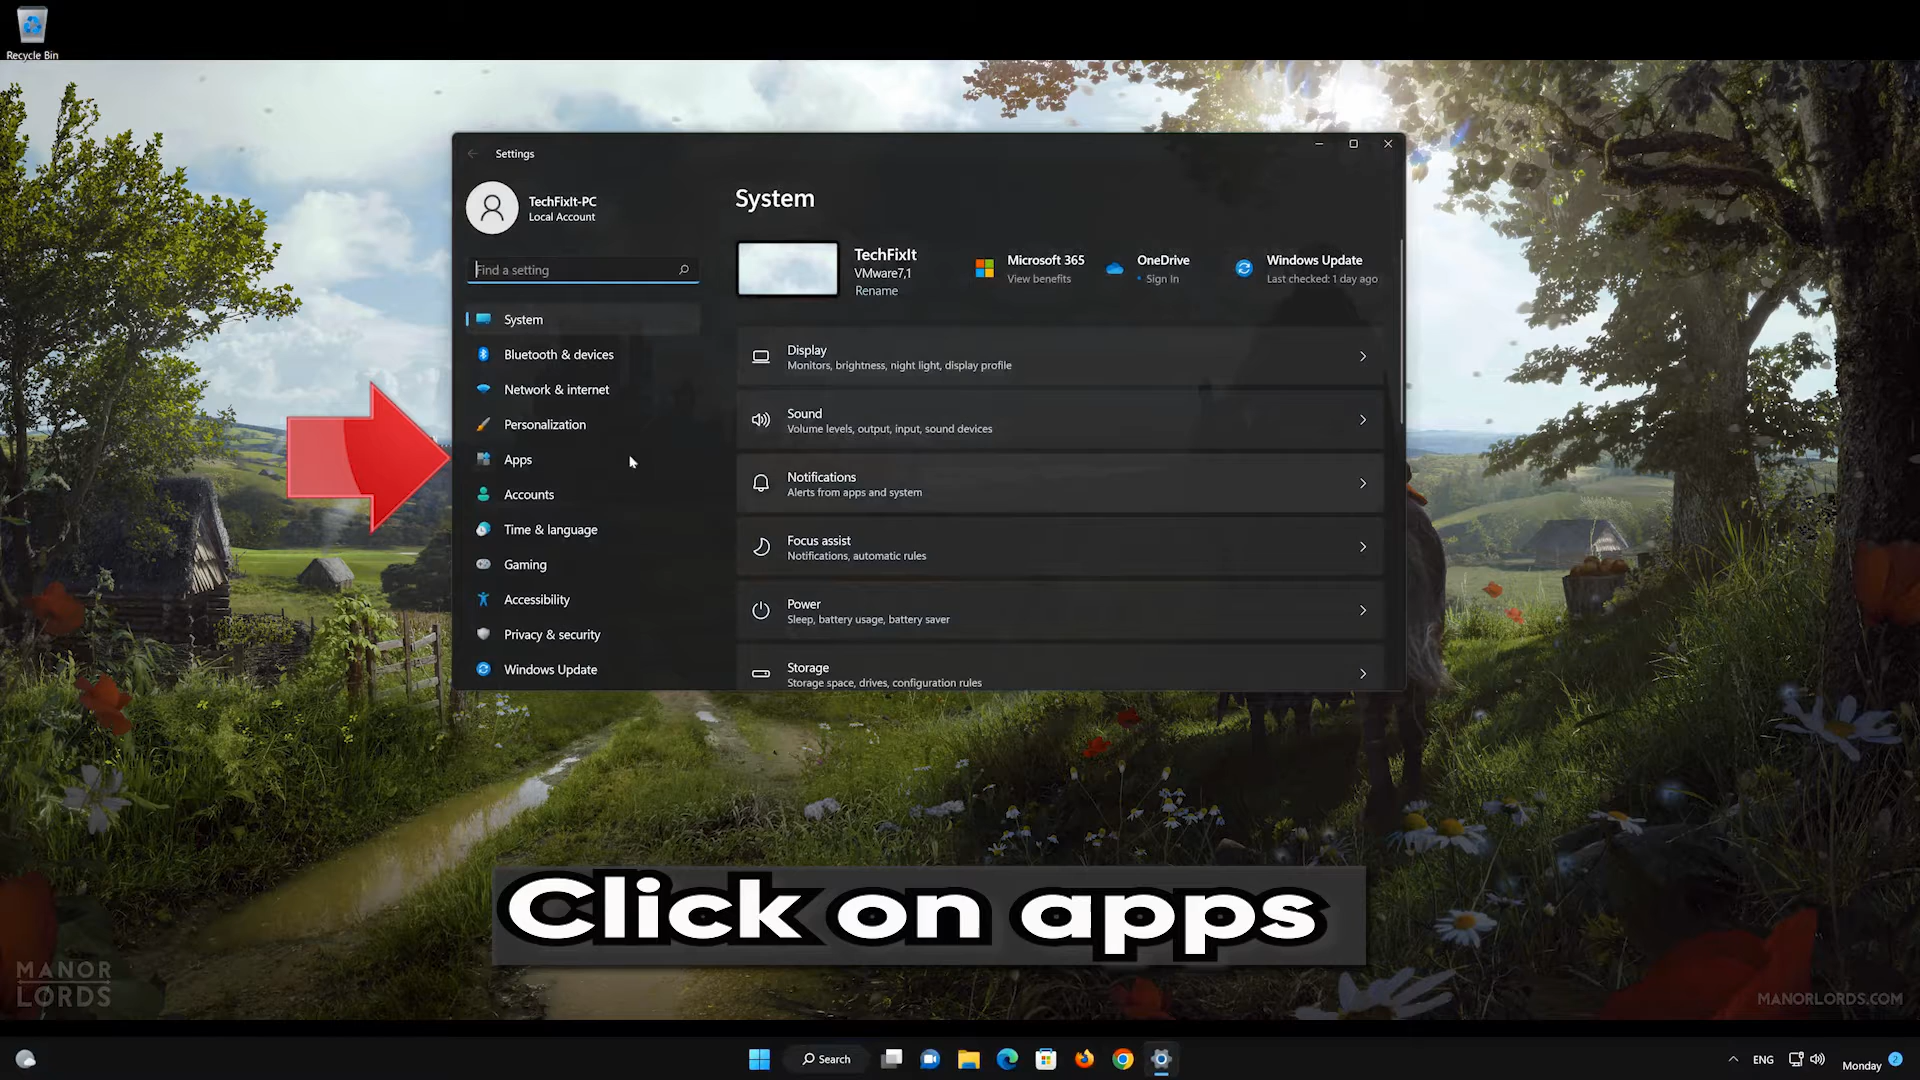 Recycle Bin
Settings
TechFixIt-PC
Local Account
Find a setting
System
Bluetooth & devices
Network & internet
Personalization
Apps
Accounts
Time & language
Gaming
Accessibility
Privacy & security
Windows Update
System
TechFixIt
VMware7,1
Rename
Microsoft 365
View benefits
OneDrive
• Sign In
Windows Update
Last checked: 1 day ago
Display
Monitors, brightness, night light, display profile
Sound
Volume levels, output, input, sound devices
Notifications
Alerts from apps and system
Focus assist
Notifications, automatic rules
Power
Sleep, battery usage, battery saver
Storage
Storage space, drives, configuration rules
Click on apps
MANOR
LORDS
MANORLORDS.COM
Search
ENG
Monday
2